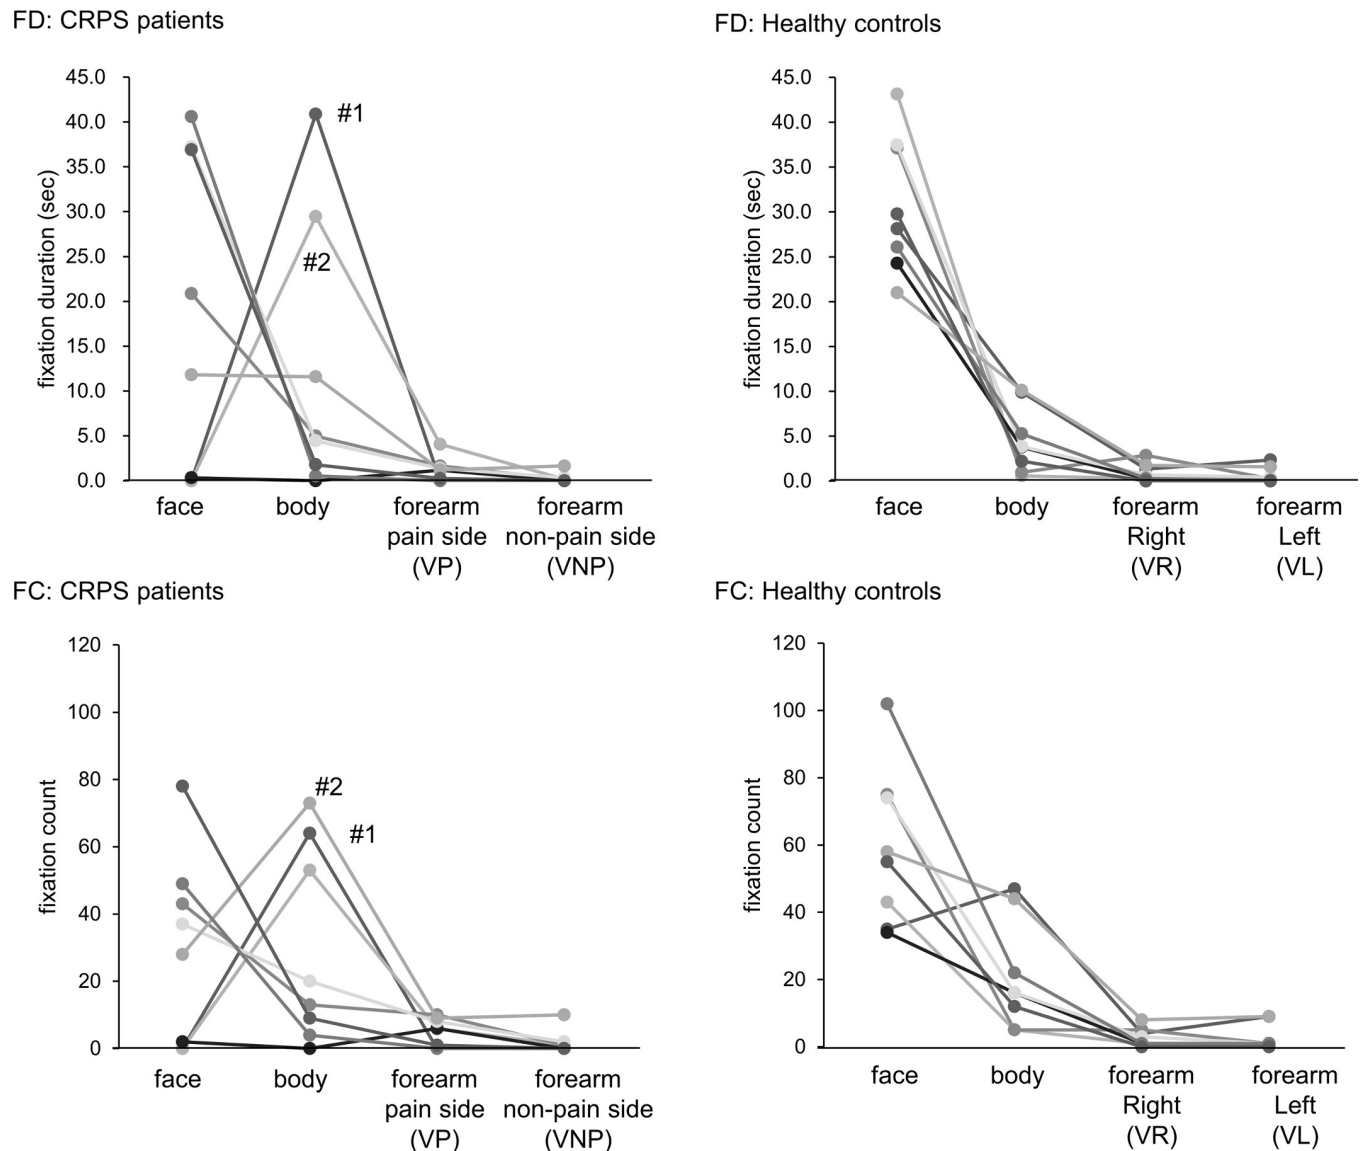 FD: CRPS patients
45.0
40.0
35.0
30.0
25.0
20.0
15.0
10.0
5.0
0.0
fixation duration (sec)
#1
#2
face
body
forearm
pain side
(VP)
forearm
non-pain side
(VNP)
FD: Healthy controls
45.0
40.0
35.0
30.0
25.0
20.0
15.0
10.0
5.0
0.0
fixation duration (sec)
face
body
forearm
Right
(VR)
forearm
Left
(VL)
FC: CRPS patients
120
100
80
60
40
20
0
fixation count
#2
#1
face
body
forearm
pain side
(VP)
forearm
non-pain side
(VNP)
FC: Healthy controls
120
100
80
60
40
20
0
fixation count
face
body
forearm
Right
(VR)
forearm
Left
(VL)